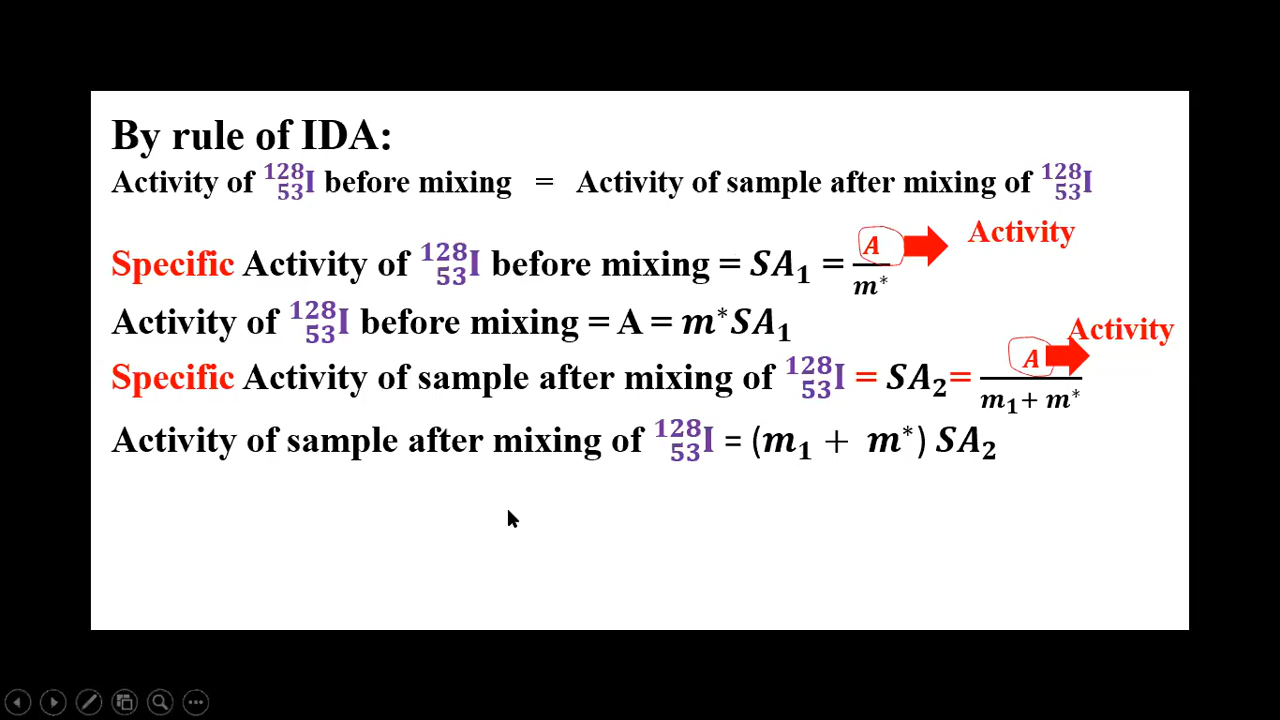 By rule of IDA:
Activity of ¹²⁸₅₃I before mixing = Activity of sample after mixing of ¹²⁸₅₃I
Activity
Specific Activity of ¹²⁸₅₃I before mixing = SA₁ = A/m*
Activity of ¹²⁸₅₃I before mixing = A = m*SA₁
Activity
Specific Activity of sample after mixing of ¹²⁸₅₃I = SA₂= A/(m₁+ m*)
Activity of sample after mixing of ¹²⁸₅₃I = (m₁ + m*) SA₂